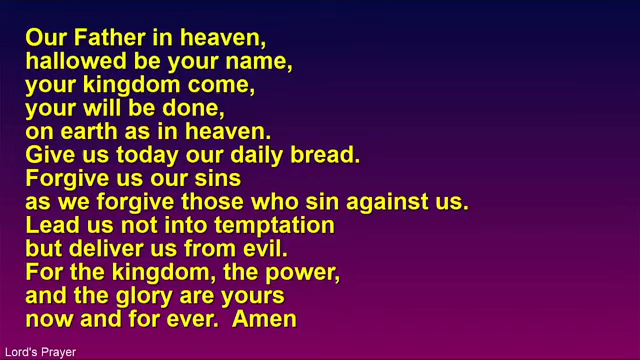 Our Father in heaven,
hallowed be your name,
your kingdom come,
your will be done,
on earth as in heaven.
Give us today our daily bread.
Forgive us our sins
as we forgive those who sin against us.
Lead us not into temptation
but deliver us from evil.
For the kingdom, the power,
and the glory are yours
now and for ever.  Amen
Lord's Prayer